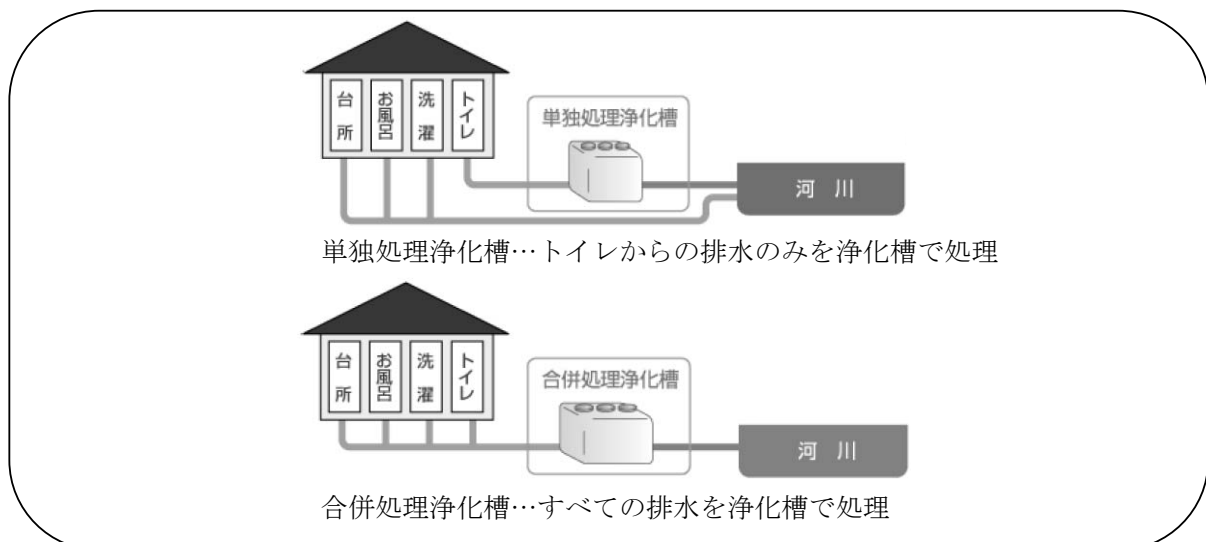 台所
お風呂
洗濯
トイレ
単独処理浄化槽
河川
単独処理浄化槽…トイレからの排水のみを浄化槽で処理
台所
お風呂
洗濯
トイレ
合併処理浄化槽
河川
合併処理浄化槽…すべての排水を浄化槽で処理